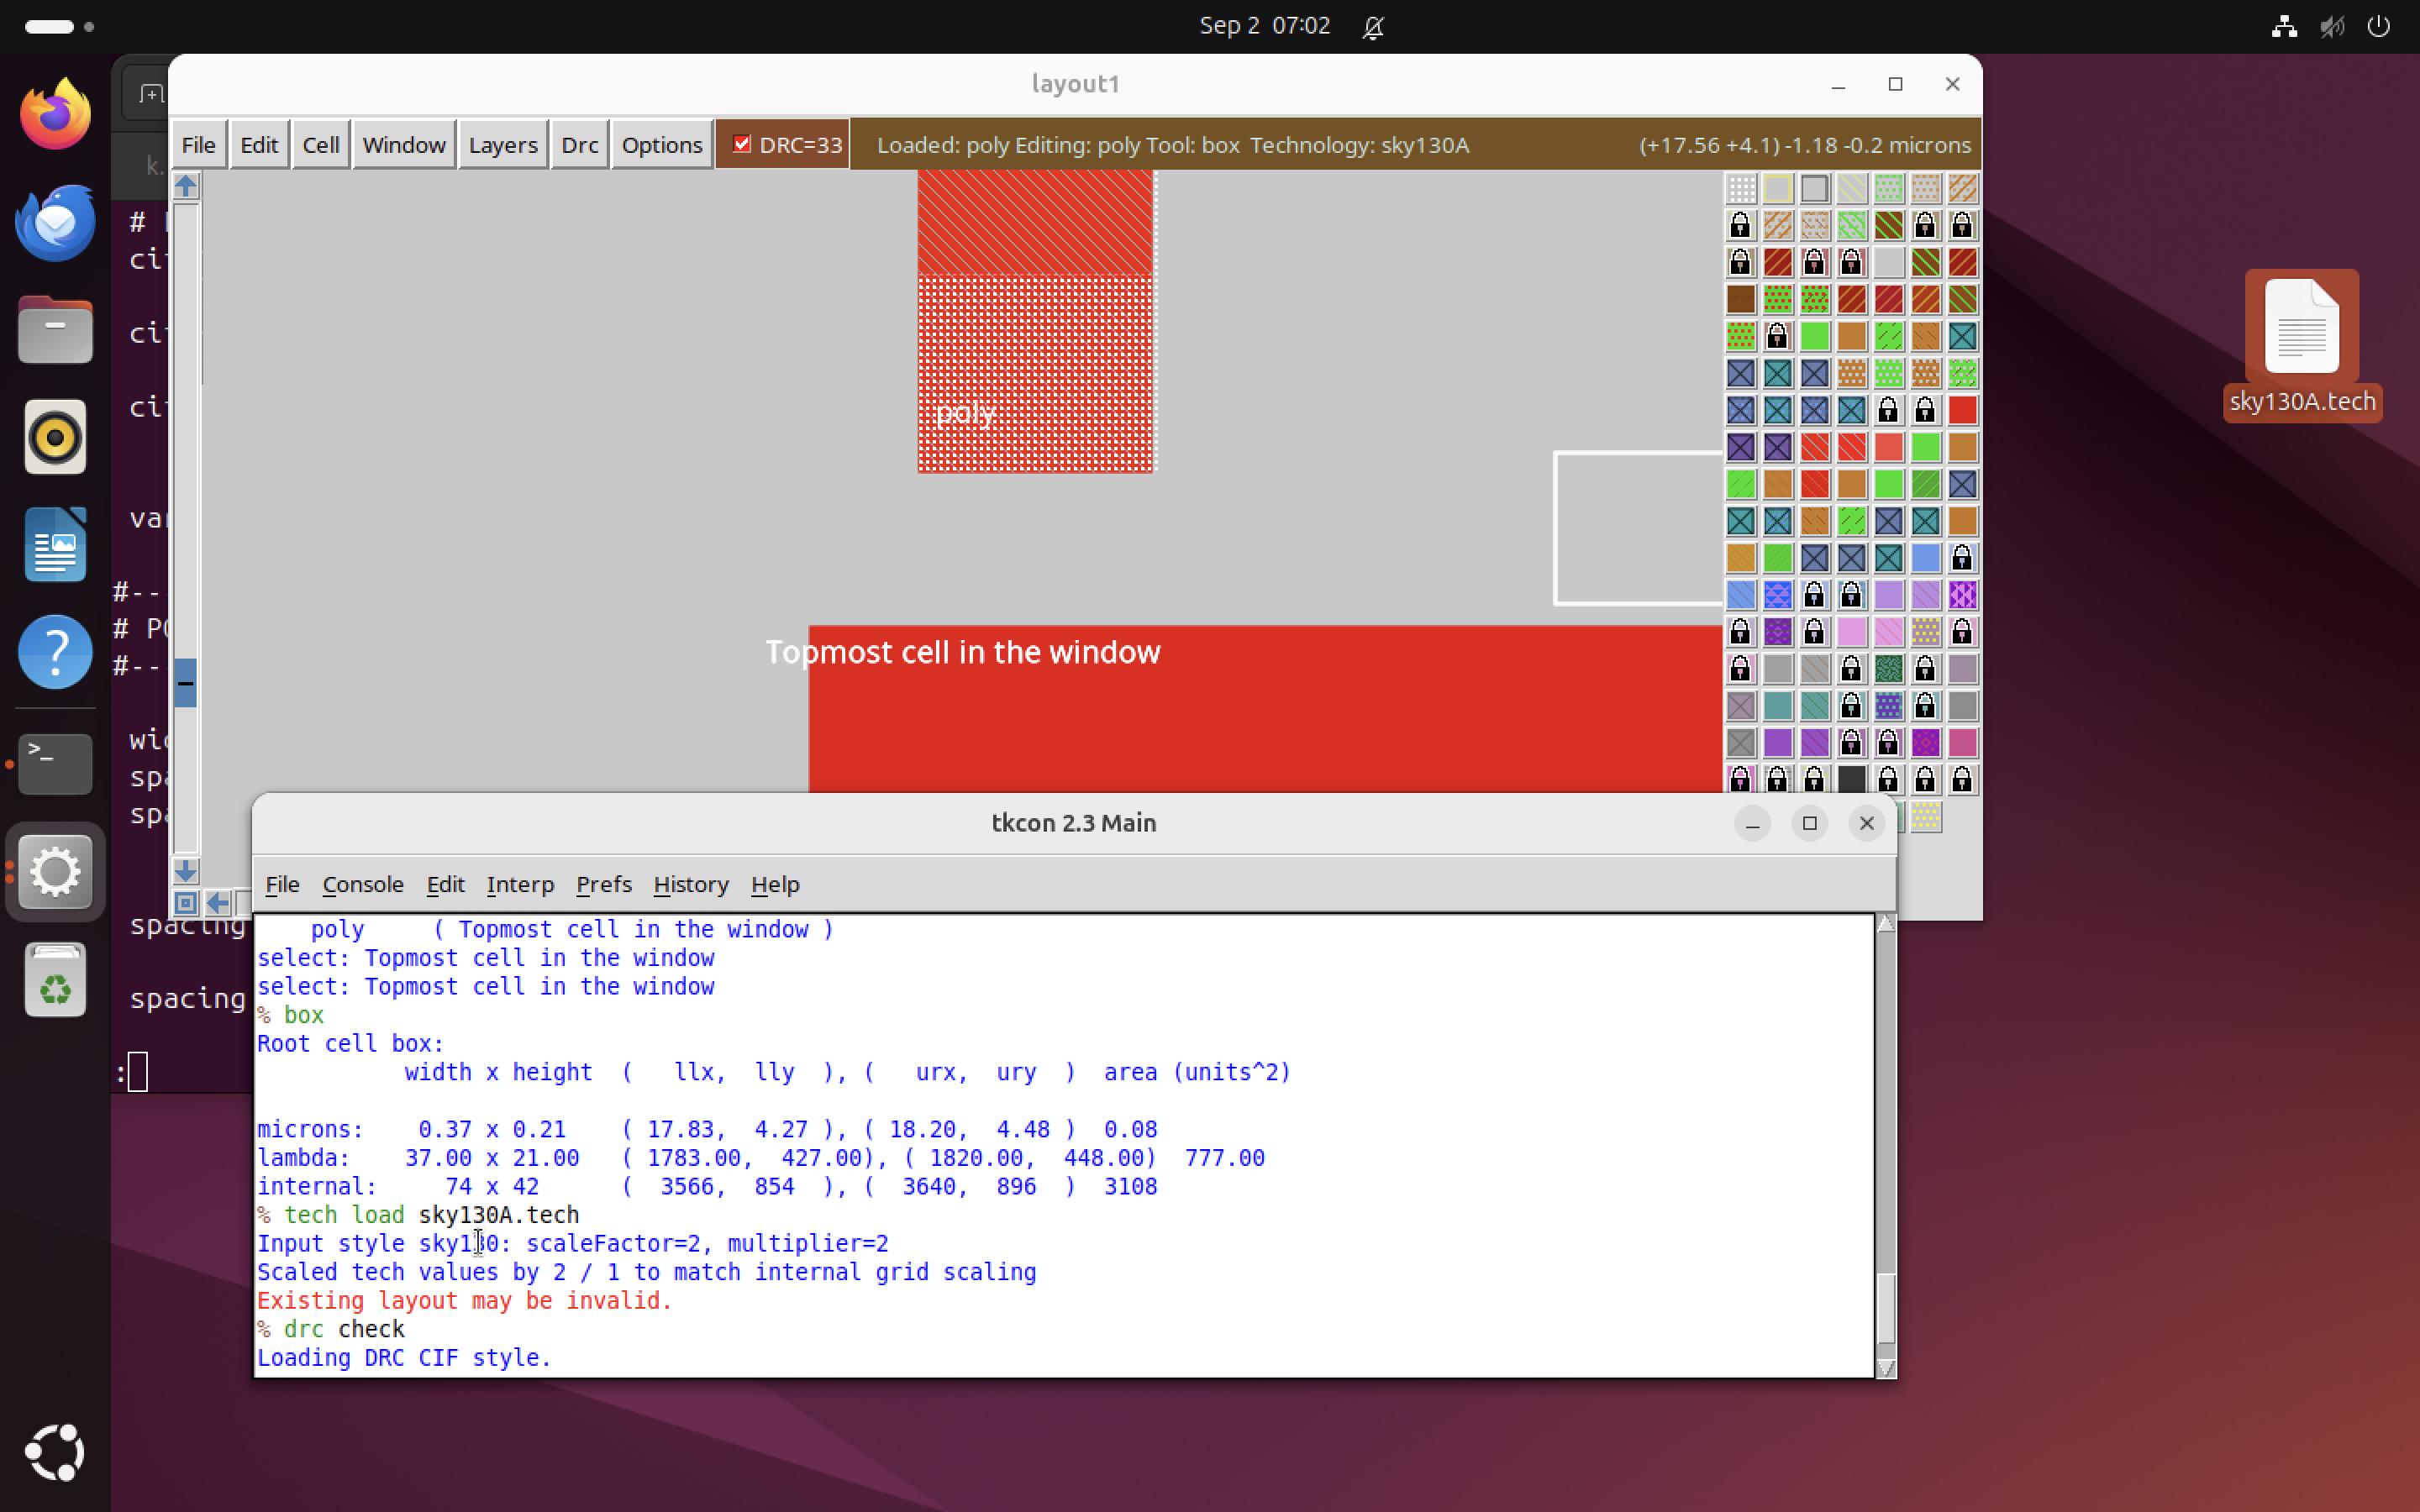 Sep 2 07:02
layout1
File Edit Cell Window Layers Drc Options DRC=33 Loaded: poly Editing: poly Tool: box Technology: sky130A (+17.56 +4.1) -1.18 -0.2 microns
k.
#
cif
cif
cif
var
#--
# PO
#--
wid
spa
spa
spacing
spacing
:
poly
Topmost cell in the window
sky130A.tech
tkcon 2.3 Main
File Console Edit Interp Prefs History Help
poly ( Topmost cell in the window )
select: Topmost cell in the window
select: Topmost cell in the window
% box
Root cell box:
width x height ( llx, lly ), ( urx, ury ) area (units^2)
microns: 0.37 x 0.21 ( 17.83, 4.27 ), ( 18.20, 4.48 ) 0.08
lambda: 37.00 x 21.00 ( 1783.00, 427.00), ( 1820.00, 448.00) 777.00
internal: 74 x 42 ( 3566, 854 ), ( 3640, 896 ) 3108
% tech load sky130A.tech
Input style sky130: scaleFactor=2, multiplier=2
Scaled tech values by 2 / 1 to match internal grid scaling
Existing layout may be invalid.
% drc check
Loading DRC CIF style.